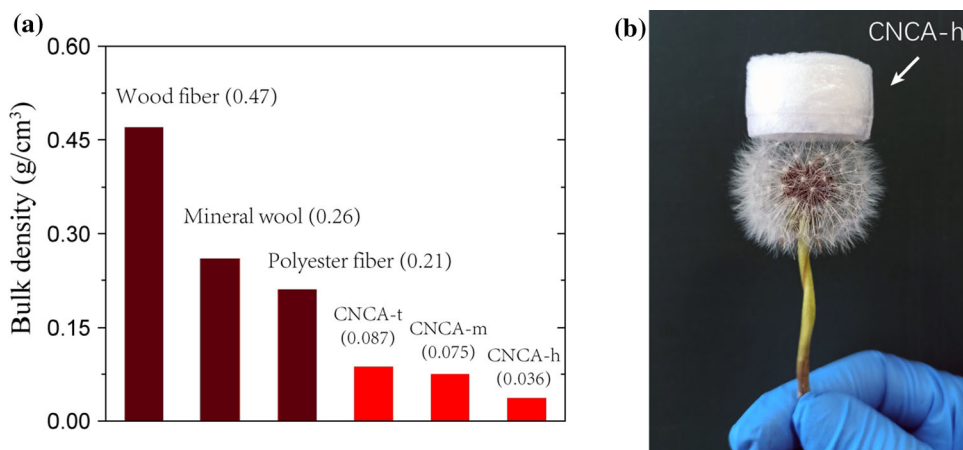 (a)
0.60
0.45
0.30
0.15
0.00
Bulk density (g/cm³)
Wood fiber (0.47)
Mineral wool (0.26)
Polyester fiber (0.21)
CNCA-t
(0.087)
CNCA-m
(0.075)
CNCA-h
(0.036)
(b)
CNCA-h